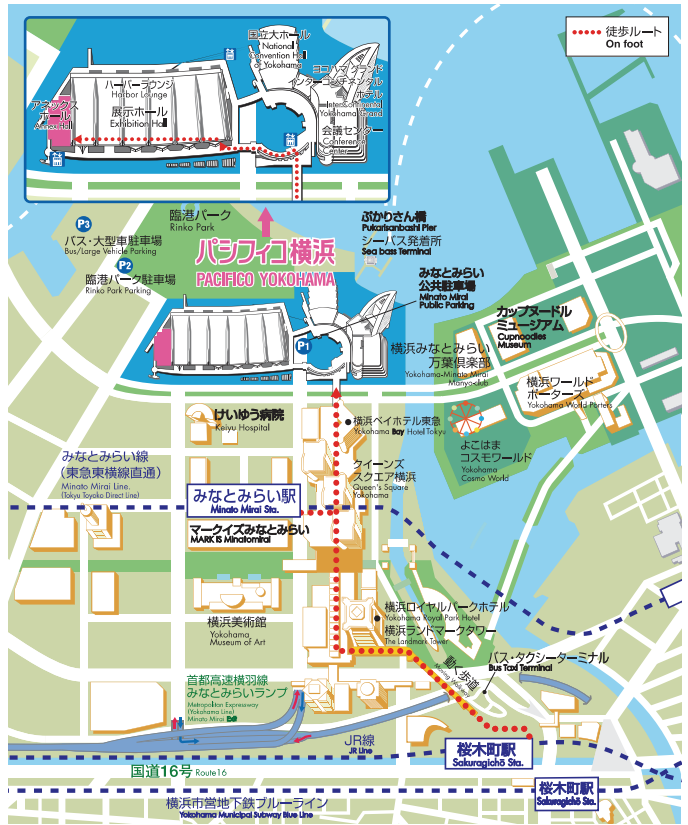 徒歩ルート
On foot
国立大ホール
National
Convention Hall
of Yokohama
ハーバーラウンジ
Harbor Lounge
展示ホール
Exhibition Hall
アネックス
ホール
Annex Hall
ヨコハマ グランド
インターコンチネンタル
ホテル
InterContinental
Yokohama Grand
会議センター
Conference
Center
臨港パーク
Rinko Park
P3
バス・大型車駐車場
Bus/Large Vehicle Parking
P2
臨港パーク駐車場
Rinko Park Parking
パシフィコ横浜
PACIFICO YOKOHAMA
ぷかりさん橋
Pukarisanbashi Pier
シーバス発着所
Sea bass Terminal
みなとみらい
公共駐車場
Minato Mirai
Public Parking
P1
カップヌードル
ミュージアム
Cupnoodles
Museum
横浜みなとみらい
万葉倶楽部
Yokohama-Minato Mirai
Manyo-club
横浜ワールド
ポーターズ
Yokohama World Porters
けいゆう病院
Keiyu Hospital
横浜ベイホテル東急
Yokohama Bay Hotel Tokyu
よこはま
コスモワールド
Yokohama
Cosmo World
みなとみらい線
(東急東横線直通)
Minato Mirai Line.
(Tokyu Toyoko Direct Line)
クイーンズ
スクエア横浜
Queen's Square
Yokohama
みなとみらい駅
Minato Mirai Sta.
マークイズみなとみらい
MARK IS Minatomirai
横浜美術館
Yokohama
Museum of Art
横浜ロイヤルパークホテル
Yokohama Royal Park Hotel
横浜ランドマークタワー
The Landmark Tower
動く歩道
Moving Walkway
バス・タクシーターミナル
Bus Taxi Terminal
首都高速横羽線
みなとみらいランプ
Metropolitan Expressway
(Yokohama Line)
Minato Mirai
JR線
JR Line
桜木町駅
Sakuragichō Sta.
国道16号 Route16
桜木町駅
Sakuragichō Sta.
横浜市営地下鉄ブルーライン
Yokohama Municipal Subway Blue Line